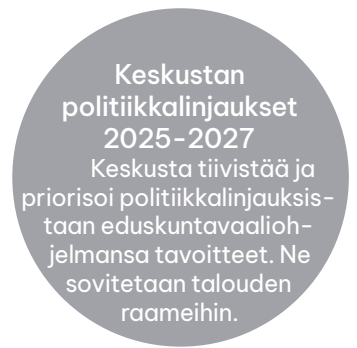 Keskustan
politiikkalinjaukset
2025-2027
Keskusta tiivistää ja
priorisoi politiikkalinjauksis-
taan eduskuntavaalioh-
jelmansa tavoitteet. Ne
sovitetaan talouden
raameihin.